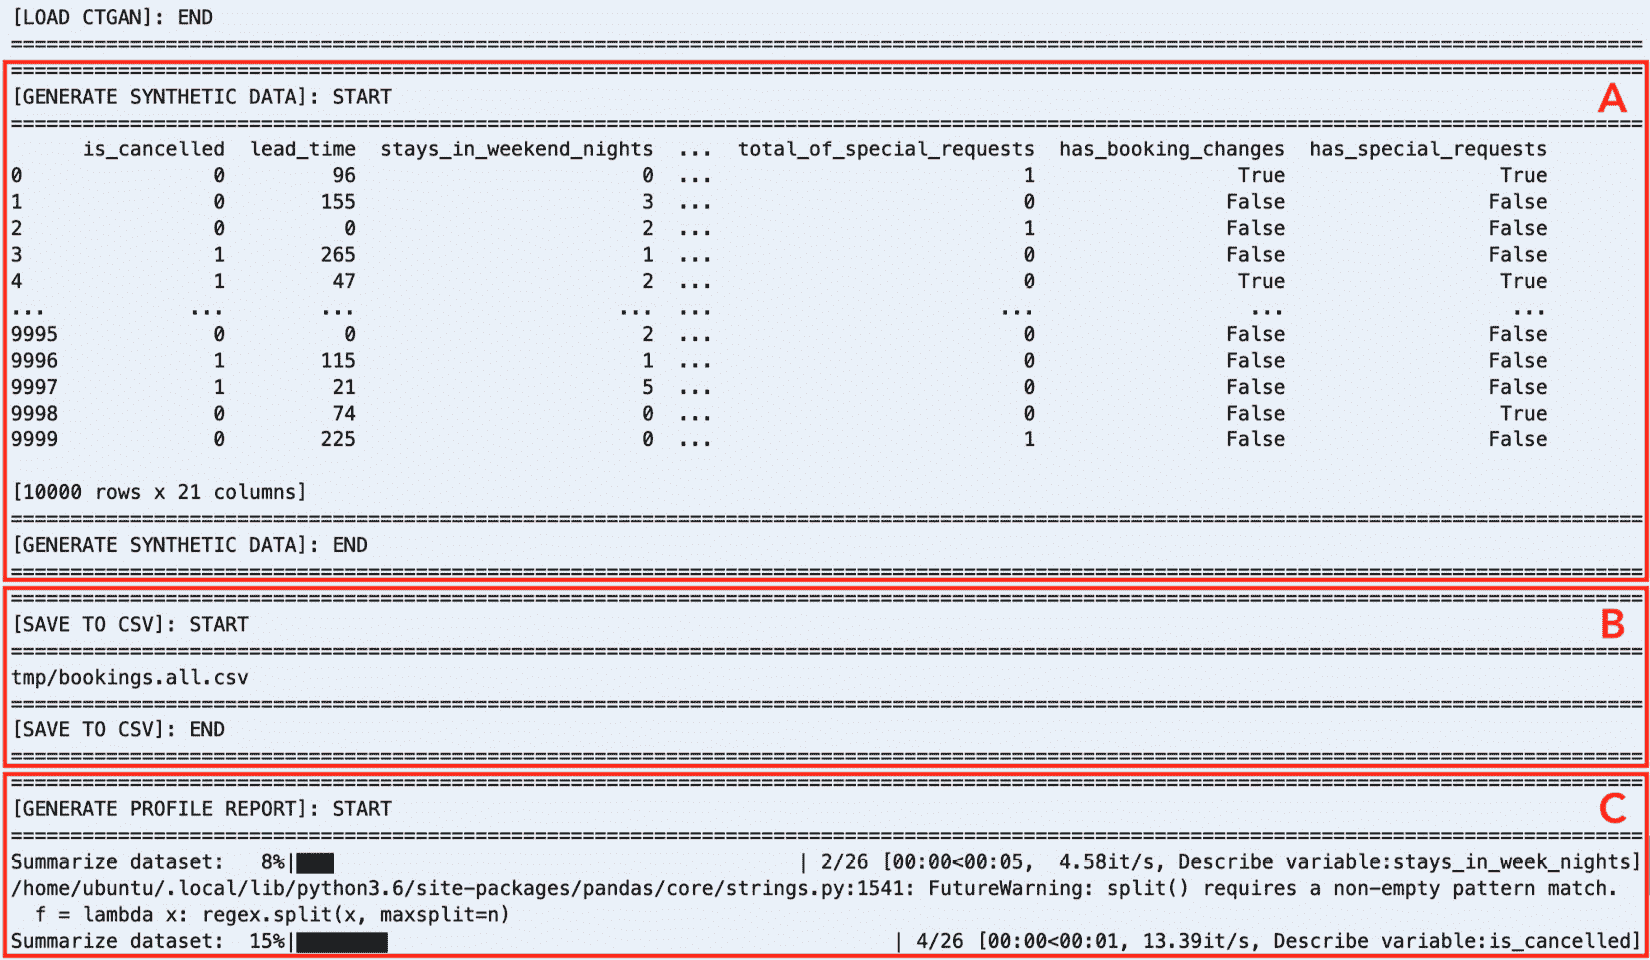 [LOAD CTGAN]: END
=========================================================================================================================================
=========================================================================================================================================
[GENERATE SYNTHETIC DATA]: START
A
=========================================================================================================================================
      is_cancelled  lead_time  stays_in_weekend_nights  ...  total_of_special_requests  has_booking_changes  has_special_requests
0                0         96                        0  ...                          1                 True                  True
1                0        155                        3  ...                          0                False                 False
2                0          0                        2  ...                          1                False                 False
3                1        265                        1  ...                          0                False                 False
4                1         47                        2  ...                          0                 True                  True
...            ...        ...                      ...  ...                        ...                  ...                   ...
9995             0          0                        2  ...                          0                False                 False
9996             1        115                        1  ...                          0                False                 False
9997             1         21                        5  ...                          0                False                 False
9998             0         74                        0  ...                          0                False                  True
9999             0        225                        0  ...                          1                False                 False
[10000 rows x 21 columns]
=========================================================================================================================================
[GENERATE SYNTHETIC DATA]: END
=========================================================================================================================================
=========================================================================================================================================
[SAVE TO CSV]: START
B
=========================================================================================================================================
tmp/bookings.all.csv
=========================================================================================================================================
[SAVE TO CSV]: END
=========================================================================================================================================
=========================================================================================================================================
[GENERATE PROFILE REPORT]: START
C
=========================================================================================================================================
Summarize dataset:   8%|███ | 2/26 [00:00<00:05,  4.58it/s, Describe variable:stays_in_week_nights]
/home/ubuntu/.local/lib/python3.6/site-packages/pandas/core/strings.py:1541: FutureWarning: split() requires a non-empty pattern match.
  f = lambda x: regex.split(x, maxsplit=n)
Summarize dataset:  15%|███████ | 4/26 [00:00<00:01, 13.39it/s, Describe variable:is_cancelled]